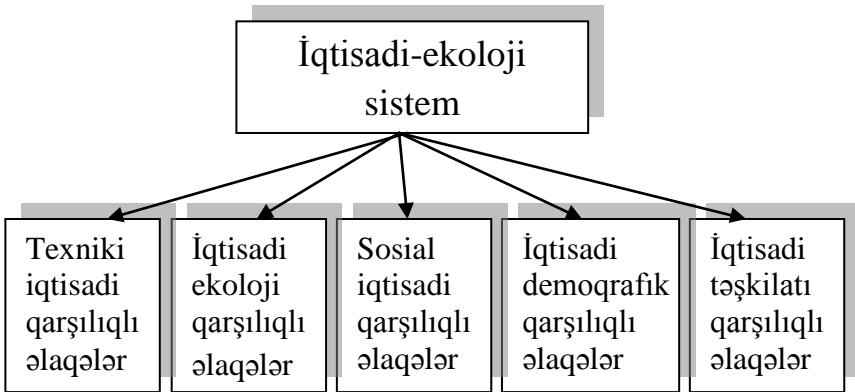 İqtisadi-ekoloji
sistem
Texniki
iqtisadi
qarşılıqlı
əlaqələr
İqtisadi
ekoloji
qarşılıqlı
əlaqələr
Sosial
iqtisadi
qarşılıqlı
əlaqələr
İqtisadi
demoqrafik
qarşılıqlı
əlaqələr
İqtisadi
təşkilatı
qarşılıqlı
əlaqələr